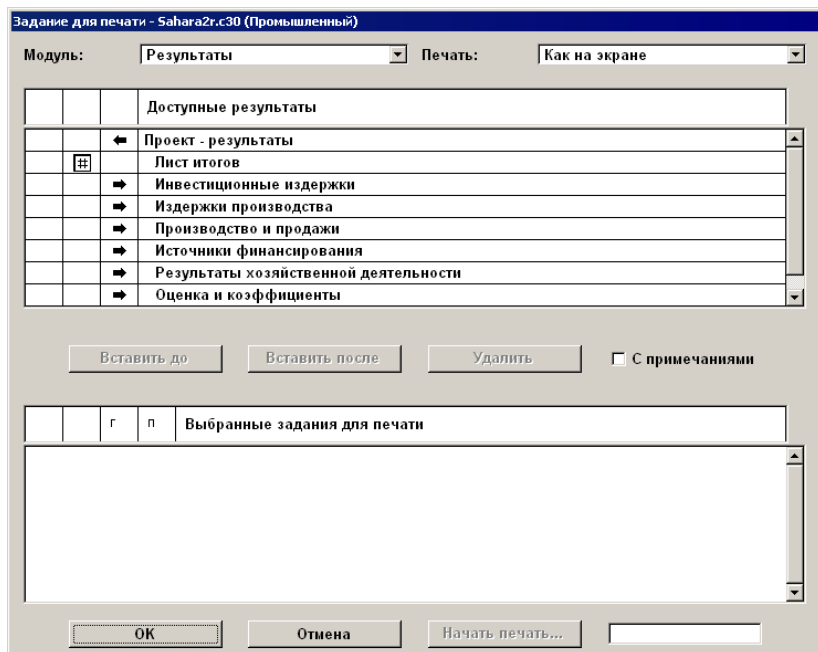 Задание для печати - Sahara2r.c30 (Промышленный)
Модуль: Результаты Печать: Как на экране
Доступные результаты
Проект - результаты
# Лист итогов
Инвестиционные издержки
Издержки производства
Производство и продажи
Источники финансирования
Результаты хозяйственной деятельности
Оценка и коэффициенты
Вставить до Вставить после Удалить С примечаниями
г п Выбранные задания для печати
OK Отмена Начать печать...